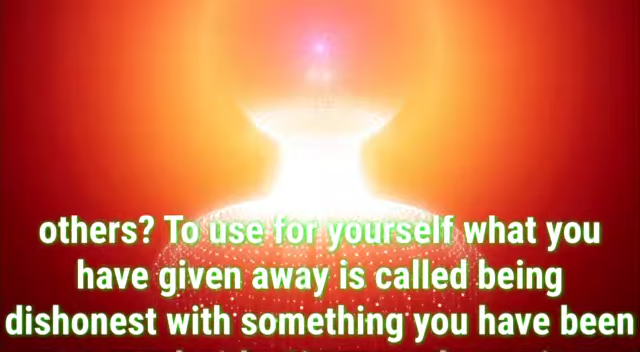 others? To use for yourself what you
have given away is called being
dishonest with something you have been